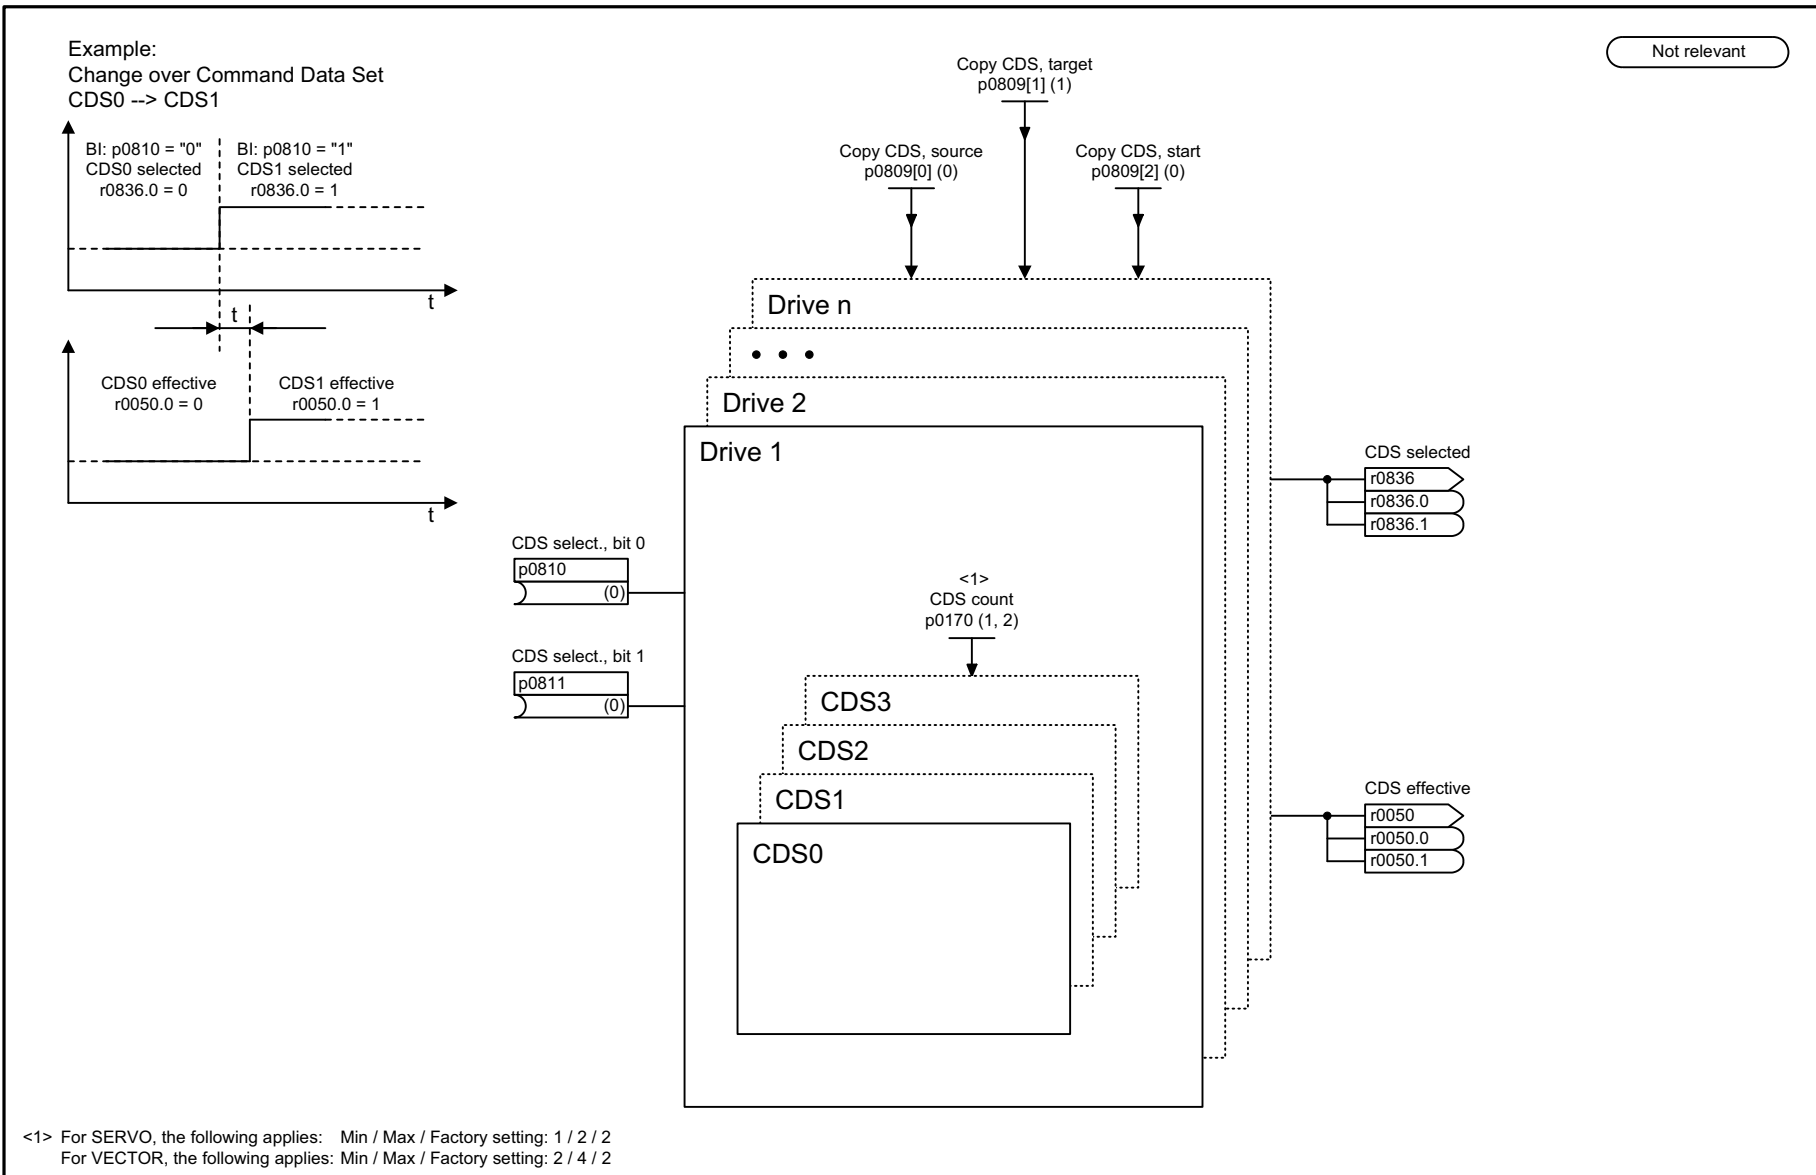 Example:
Change over Command Data Set
CDS0 --> CDS1
BI: p0810 = "0"
CDS0 selected
r0836.0 = 0
BI: p0810 = "1"
CDS1 selected
r0836.0 = 1
t
t
CDS0 effective
r0050.0 = 0
CDS1 effective
r0050.0 = 1
t
Not relevant
Copy CDS, target
p0809[1] (1)
Copy CDS, source
p0809[0] (0)
Copy CDS, start
p0809[2] (0)
Drive n
• • •
Drive 2
Drive 1
CDS select., bit 0
p0810
(0)
CDS select., bit 1
p0811
(0)
<1>
CDS count
p0170 (1, 2)
CDS3
CDS2
CDS1
CDS0
CDS selected
r0836
r0836.0
r0836.1
CDS effective
r0050
r0050.0
r0050.1
<1> For SERVO, the following applies: Min / Max / Factory setting: 1 / 2 / 2
For VECTOR, the following applies: Min / Max / Factory setting: 2 / 4 / 2